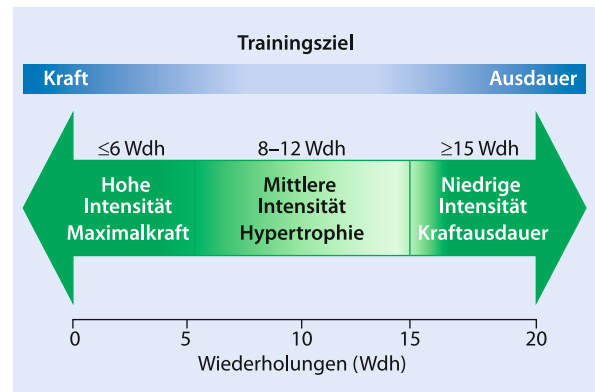 Trainingsziel
Kraft Ausdauer
≤6 Wdh 8–12 Wdh ≥15 Wdh
Hohe Mittlere Niedrige
Intensität Intensität Intensität
Maximalkraft Hypertrophie Kraftausdauer
0 5 10 15 20
Wiederholungen (Wdh)